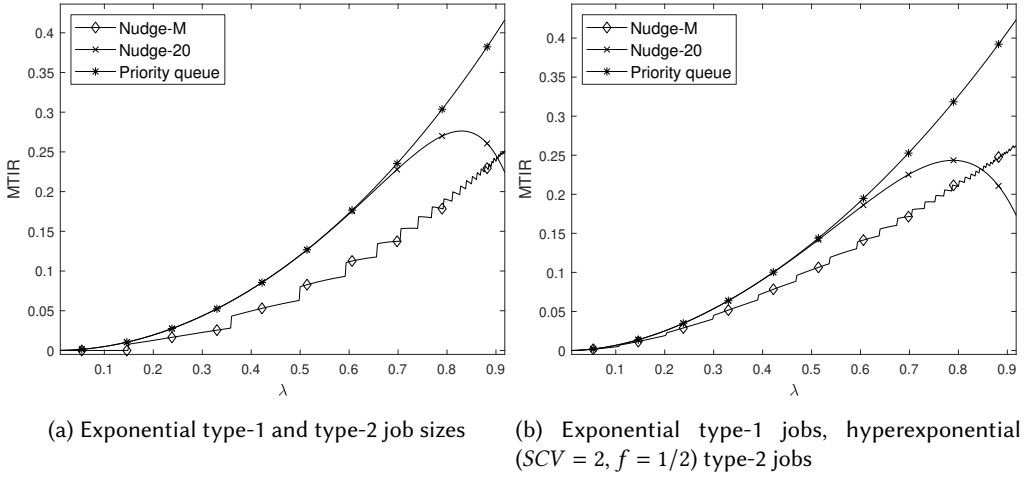 Nudge-M
Nudge-20
Priority queue
MTIR
0.4
0.35
0.3
0.25
0.2
0.15
0.1
0.05
0
0.1 0.2 0.3 0.4 0.5 0.6 0.7 0.8 0.9
λ
(a) Exponential type-1 and type-2 job sizes
Nudge-M
Nudge-20
Priority queue
MTIR
0.4
0.35
0.3
0.25
0.2
0.15
0.1
0.05
0
0.1 0.2 0.3 0.4 0.5 0.6 0.7 0.8 0.9
λ
(b) Exponential type-1 jobs, hyperexponential
(SCV = 2, f = 1/2) type-2 jobs